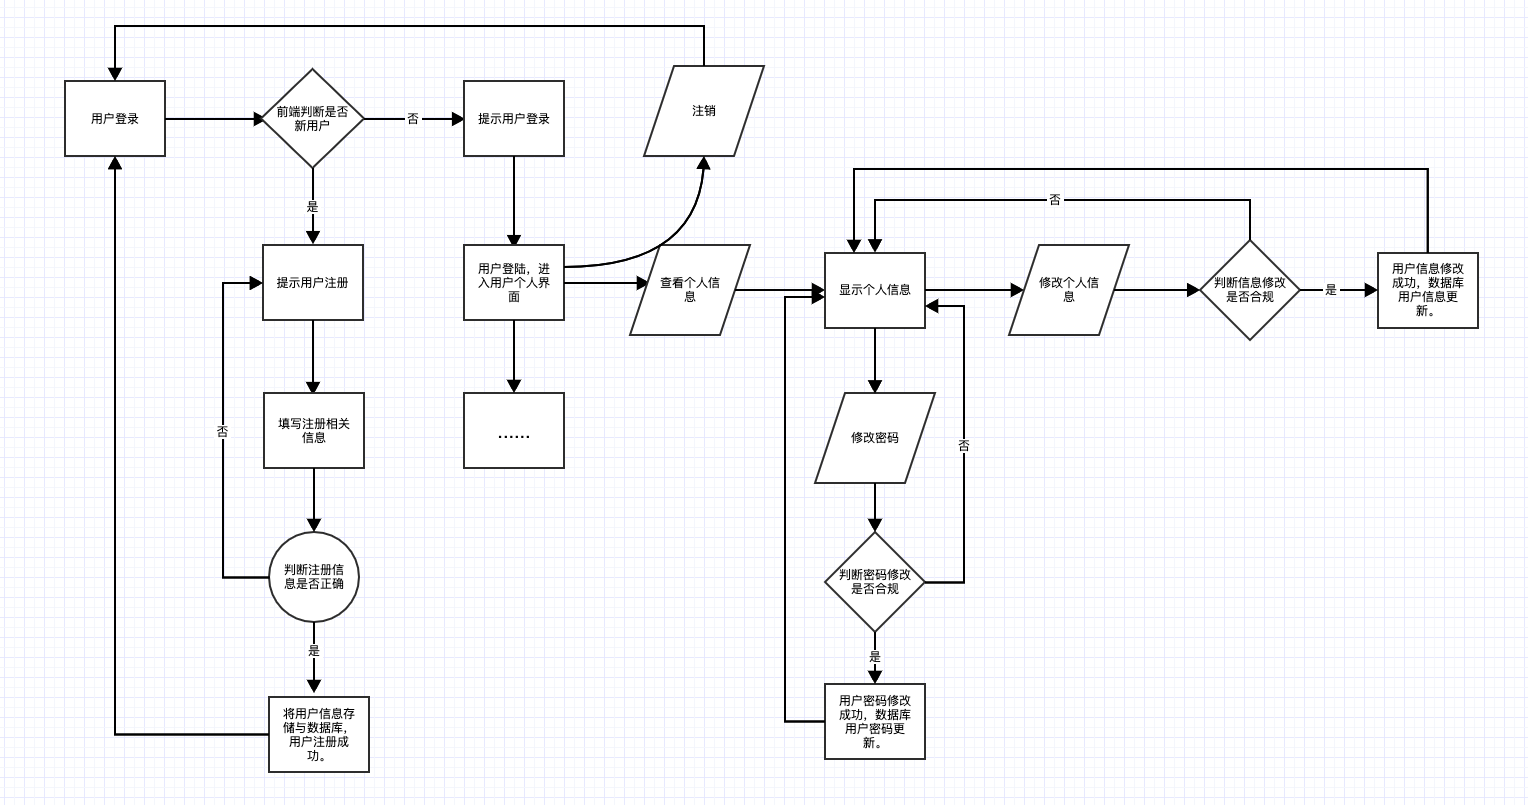 用户登录
前端判断是否
新用户
否
提示用户登录
注销
是
否
提示用户注册
用户登陆，进
入用户个人界
面
查看个人信
息
显示个人信息
修改个人信
息
判断信息修改
是否合规
是
用户信息修改
成功，数据库
用户信息更
新。
否
填写注册相关
信息
......
修改密码
否
判断注册信
息是否正确
判断密码修改
是否合规
是
是
将用户信息存
储与数据库，
用户注册成
功。
用户密码修改
成功，数据库
用户密码更
新。